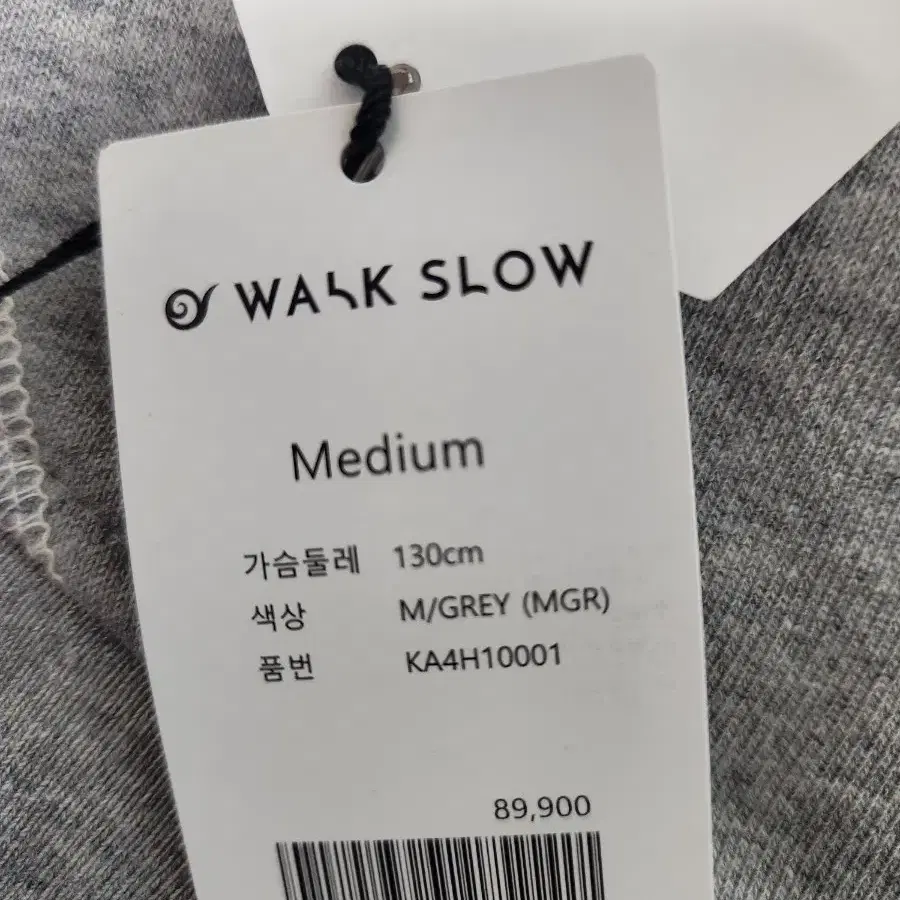 WALK SLOW
Medium
가슴둘레 130cm
색상 M/GREY (MGR)
품번 KA4H10001
89,900